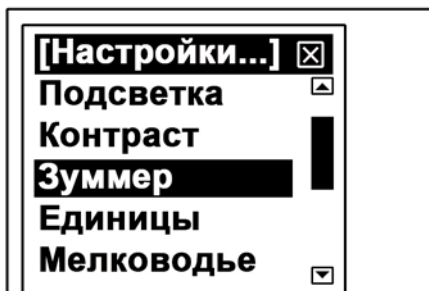 [Настройки...]
Подсветка
Контраст
Зуммер
Единицы
Мелководье